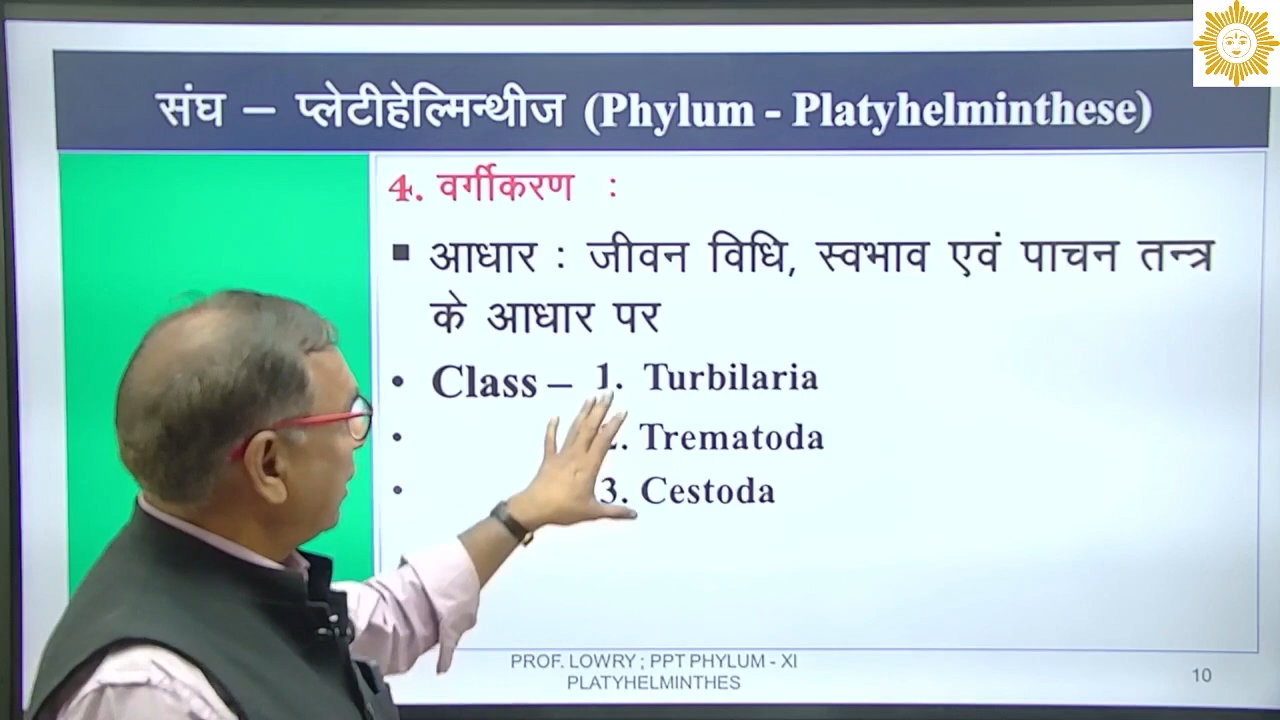 संघ – प्लेटीहेल्मिन्थीज (Phylum - Platyhelminthese)
4. वर्गीकरण :
▪ आधार : जीवन विधि, स्वभाव एवं पाचन तन्त्र
के आधार पर
• Class – 1. Turbilaria
• 2. Trematoda
• 3. Cestoda
PROF. LOWRY ; PPT PHYLUM - XI
PLATYHELMINTHES
10